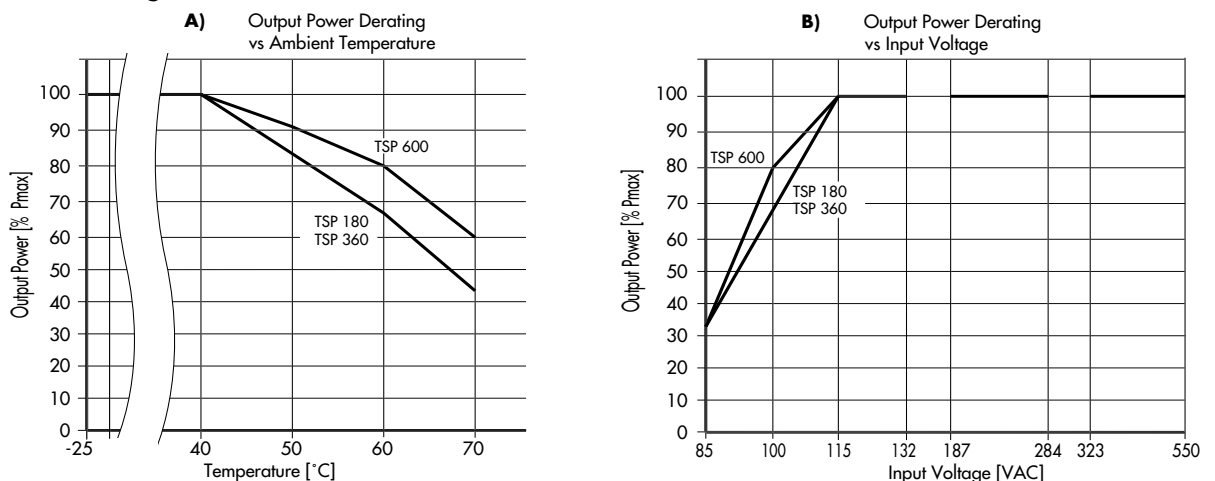 A) Output Power Derating
vs Ambient Temperature
100
90
80
70
60
50
40
30
20
10
0
Output Power [% Pmax]
TSP 600
TSP 180
TSP 360
-25 40 50 60 70
Temperature [˚C]
B) Output Power Derating
vs Input Voltage
100
90
80
70
60
50
40
30
20
10
0
Output Power [% Pmax]
TSP 600
TSP 180
TSP 360
85 100 115 132 187 284 323 550
Input Voltage [VAC]